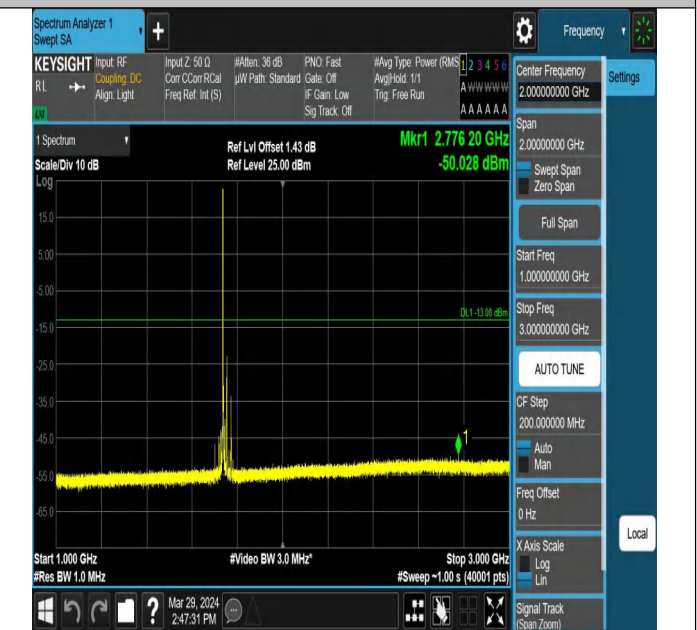 Spectrum Analyzer 1
Swept SA
+
Frequency
KEYSIGHT
RL
Input: RF
Coupling: DC
Align: Light
Input Z: 50 Ω
Corr CCorr RCal
Freq Ref: Int (S)
#Atten: 36 dB
µW Path: Standard
PNO: Fast
Gate: Off
IF Gain: Low
Sig Track: Off
#Avg Type: Power (RMS
Avg|Hold: 1/1
Trig: Free Run
1 2 3 4 5 6
A W W W W W
A A A A A A
1 Spectrum
Scale/Div 10 dB
Log
Ref Lvl Offset 1.43 dB
Ref Level 25.00 dBm
Mkr1 2.776 20 GHz
-50.028 dBm
15.0
5.00
-5.00
-15.0
-25.0
-35.0
-45.0
-55.0
-65.0
DL1 -13.00 dBm
1
Start 1.000 GHz
#Res BW 1.0 MHz
#Video BW 3.0 MHz*
Stop 3.000 GHz
#Sweep ~1.00 s (40001 pts)
Center Frequency
2.000000000 GHz
Settings
Span
2.00000000 GHz
Swept Span
Zero Span
Full Span
Start Freq
1.000000000 GHz
Stop Freq
3.000000000 GHz
AUTO TUNE
CF Step
200.000000 MHz
Auto
Man
Freq Offset
0 Hz
X Axis Scale
Log
Lin
Local
Signal Track
(Span Zoom)
?
Mar 29, 2024
2:47:31 PM